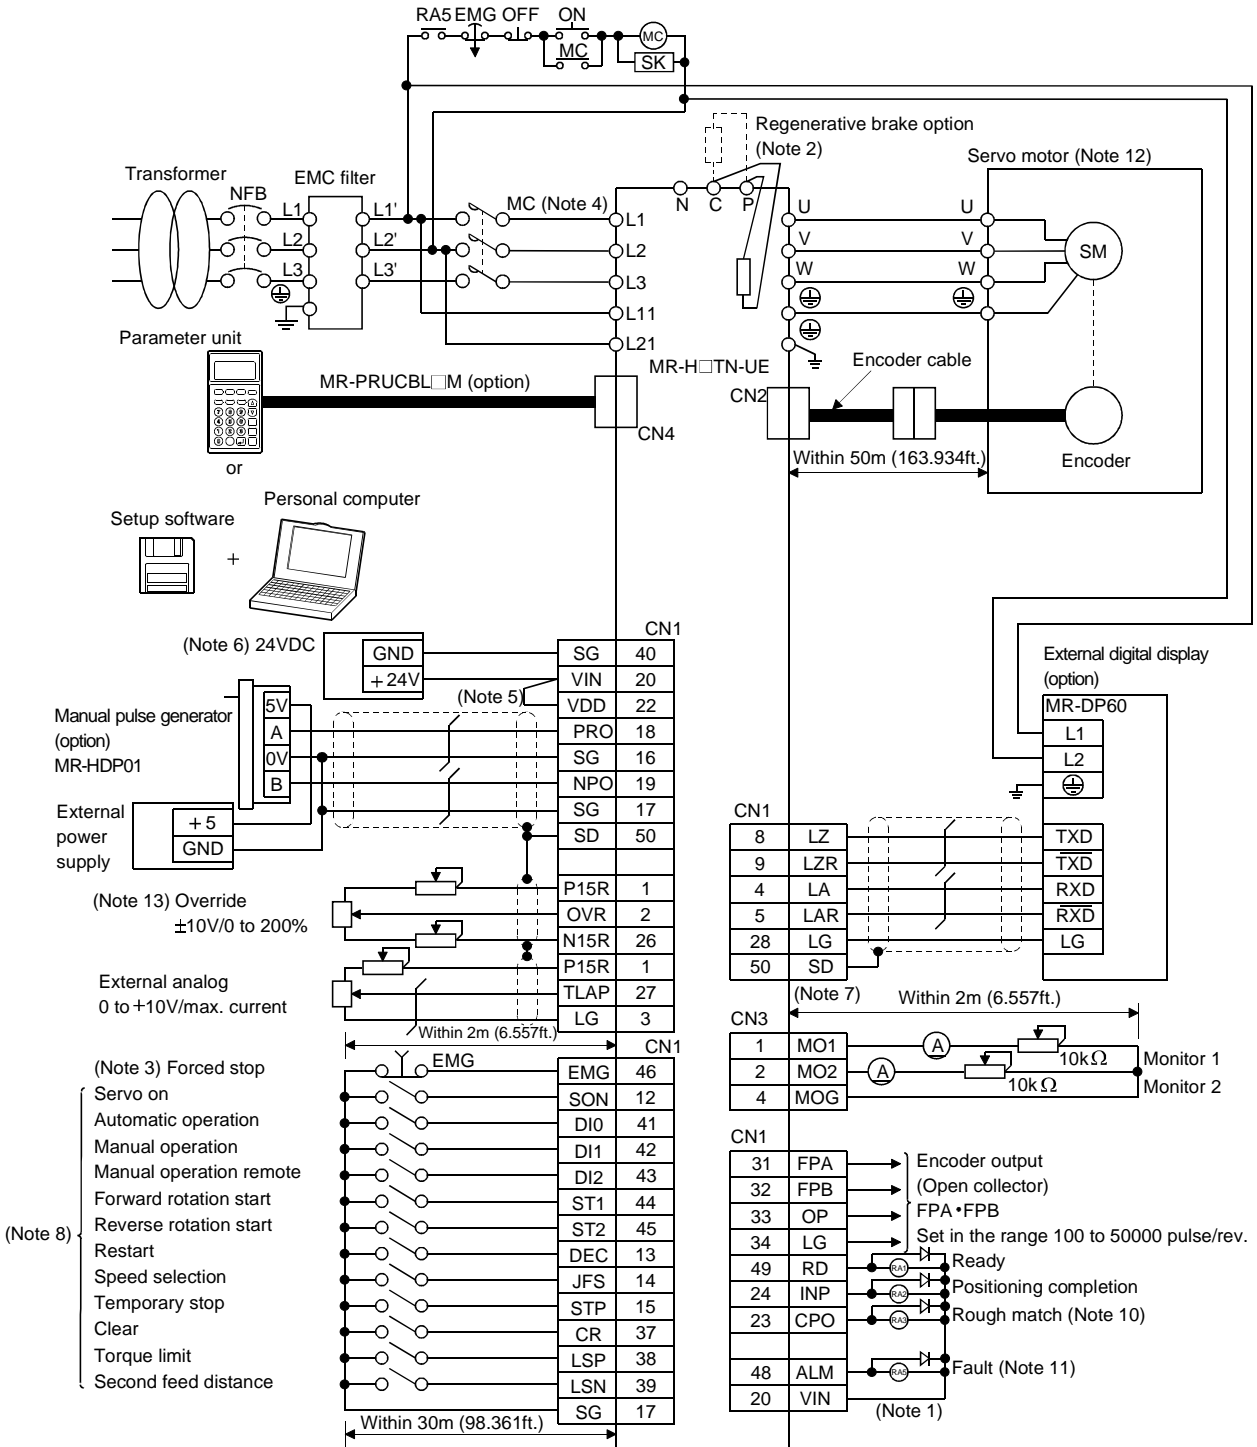 RA5 EMG OFF ON
MC
MC
SK
Regenerative brake option
(Note 2)
Servo motor (Note 12)
Transformer
NFB
EMC filter
MC (Note 4)
N C P
L1 L1' L1 U U
L2 L2' L2 V V
SM
L3 L3' L3 W W
L11
L21
Parameter unit
MR-H□TN-UE
Encoder cable
MR-PRUCBL□M (option)
CN2
CN4
or
Within 50m (163.934ft.)
Encoder
Personal computer
Setup software
+
CN1
(Note 6) 24VDC
GND SG 40
+24V VIN 20
(Note 5) VDD 22
Manual pulse generator
(option)
MR-HDP01
5V
A PRO 18
0V SG 16
B NPO 19
SG 17
SD 50
External
power
supply
+5
GND
(Note 13) Override
±10V/0 to 200%
P15R 1
OVR 2
N15R 26
External analog
0 to +10V/max. current
P15R 1
TLAP 27
LG 3
Within 2m (6.557ft.)
CN1
(Note 3) Forced stop EMG EMG 46
(Note 8)
Servo on SON 12
Automatic operation DI0 41
Manual operation DI1 42
Manual operation remote DI2 43
Forward rotation start ST1 44
Reverse rotation start ST2 45
Restart DEC 13
Speed selection JFS 14
Temporary stop STP 15
Clear CR 37
Torque limit LSP 38
Second feed distance LSN 39
SG 17
Within 30m (98.361ft.)
External digital display
(option)
MR-DP60
L1
L2
CN1
8 LZ TXD
9 LZR TXD
4 LA RXD
5 LAR RXD
28 LG LG
50 SD
(Note 7)
Within 2m (6.557ft.)
CN3
1 MO1 A 10kΩ Monitor 1
2 MO2 A 10kΩ Monitor 2
4 MOG
CN1
31 FPA Encoder output
32 FPB (Open collector)
33 OP FPA•FPB
34 LG Set in the range 100 to 50000 pulse/rev.
49 RD RA1 Ready
24 INP RA2 Positioning completion
23 CPO RA3 Rough match (Note 10)
48 ALM RA5 Fault (Note 11)
20 VIN
(Note 1)